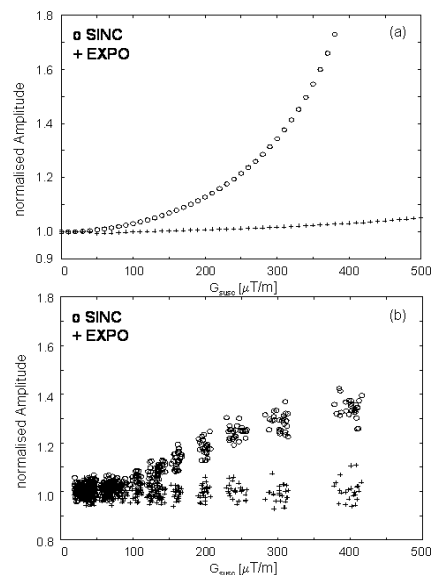 1.8
(a)
o SINC
+ EXPO
1.6
normalised Amplitude
1.4
1.2
1.0
0.9
0 100 200 300 400 500
G_susc [µT/m]
1.8
(b)
o SINC
+ EXPO
1.6
normalised Amplitude
1.4
1.2
1.0
0.8
0 100 200 300 400 500
G_susc [µT/m]